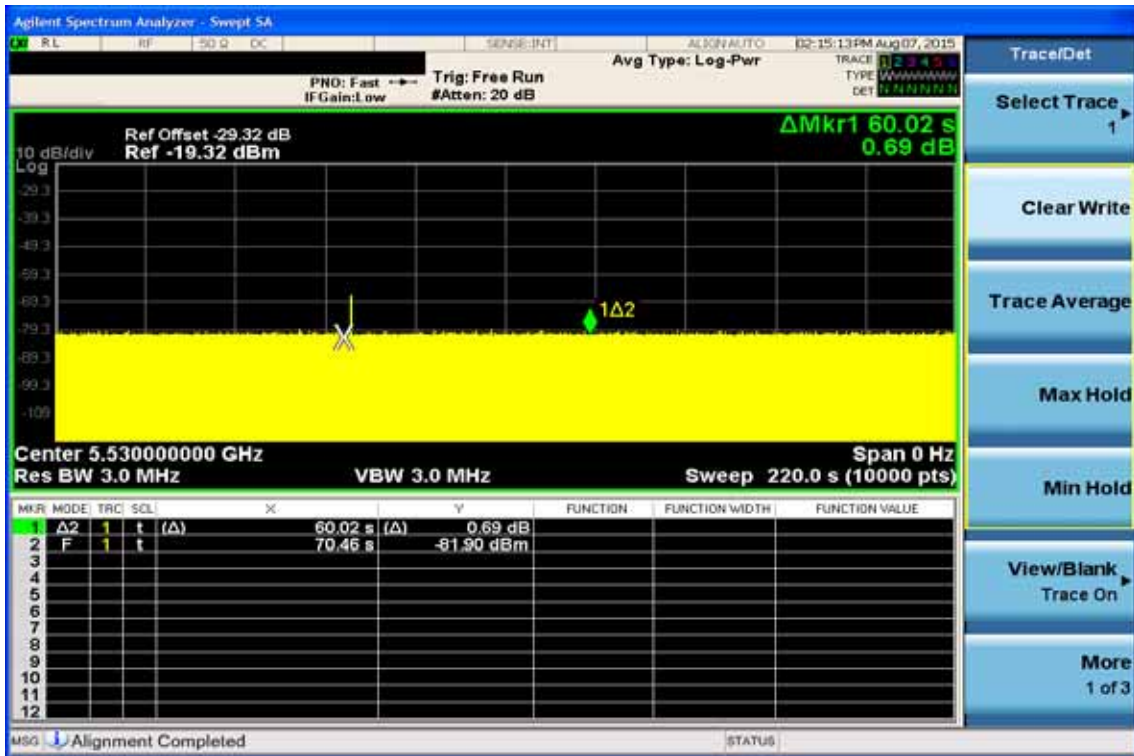 Agilent Spectrum Analyzer - Swept SA
RL RF 50 Ω DC SENSE:INT ALIGN AUTO 02:15:13 PM Aug 07, 2015
PNO: Fast
IFGain:Low
Trig: Free Run
#Atten: 20 dB
Avg Type: Log-Pwr
TRACE 1 2 3 4 5 6
TYPE WWWWWW
DET N N N N N N
Ref Offset -29.32 dB
10 dB/div Ref -19.32 dBm
Log
ΔMkr1 60.02 s
0.69 dB
-29.3
-39.3
-49.3
-59.3
-69.3
-79.3
-89.3
-99.3
-109
1Δ2
X
Center 5.530000000 GHz Span 0 Hz
Res BW 3.0 MHz VBW 3.0 MHz Sweep 220.0 s (10000 pts)
MKR MODE TRC SCL X Y FUNCTION FUNCTION WIDTH FUNCTION VALUE
1 Δ2 1 t (Δ) 60.02 s (Δ) 0.69 dB
2 F 1 t 70.46 s -81.90 dBm
3
4
5
6
7
8
9
10
11
12
MSG Alignment Completed STATUS
Trace/Det
Select Trace
1
Clear Write
Trace Average
Max Hold
Min Hold
View/Blank
Trace On
More
1 of 3